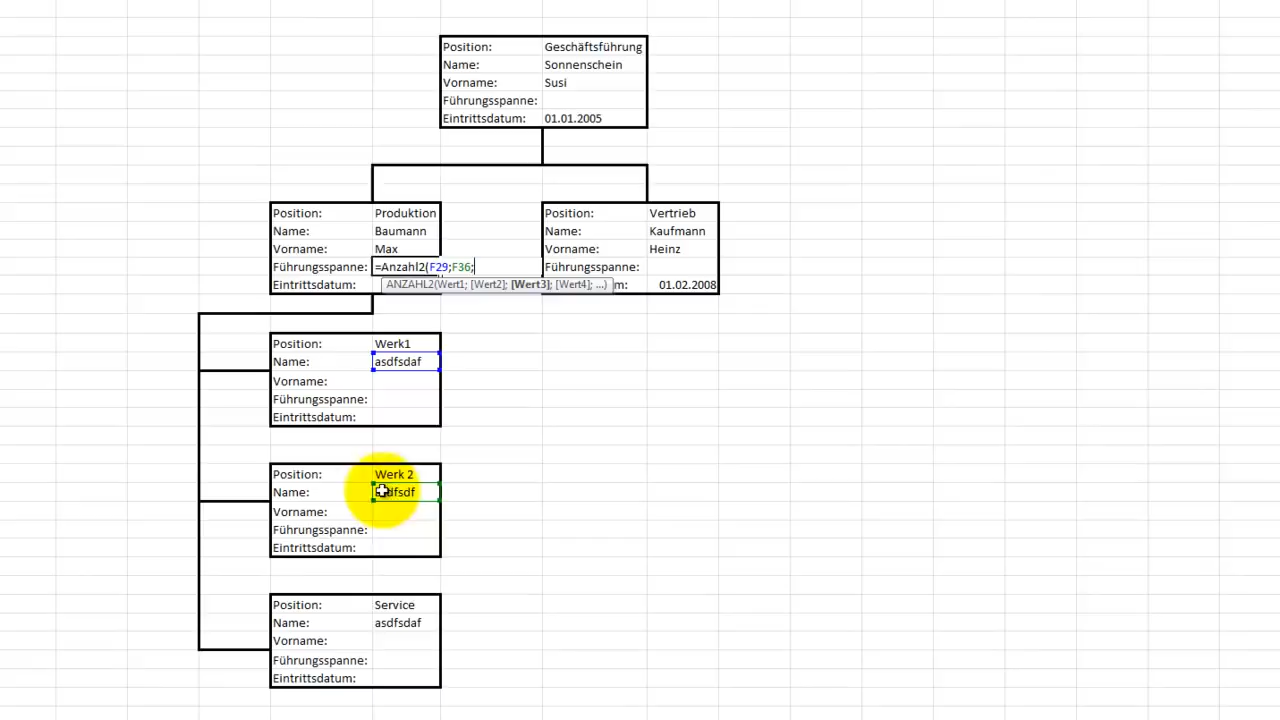 Position: Geschäftsführung
Name: Sonnenschein
Vorname: Susi
Führungsspanne:
Eintrittsdatum: 01.01.2005
Position: Produktion
Name: Baumann
Vorname: Max
Führungsspanne: =Anzahl2(F29;F36;
Eintrittsdatum:
ANZAHL2(Wert1; [Wert2]; [Wert3]; [Wert4]; ...)
Position: Vertrieb
Name: Kaufmann
Vorname: Heinz
Führungsspanne:
m: 01.02.2008
Position: Werk1
Name: asdfsdaf
Vorname:
Führungsspanne:
Eintrittsdatum:
Position: Werk 2
Name:
Vorname:
Führungsspanne:
Eintrittsdatum:
Position: Service
Name: asdfsdaf
Vorname:
Führungsspanne:
Eintrittsdatum: